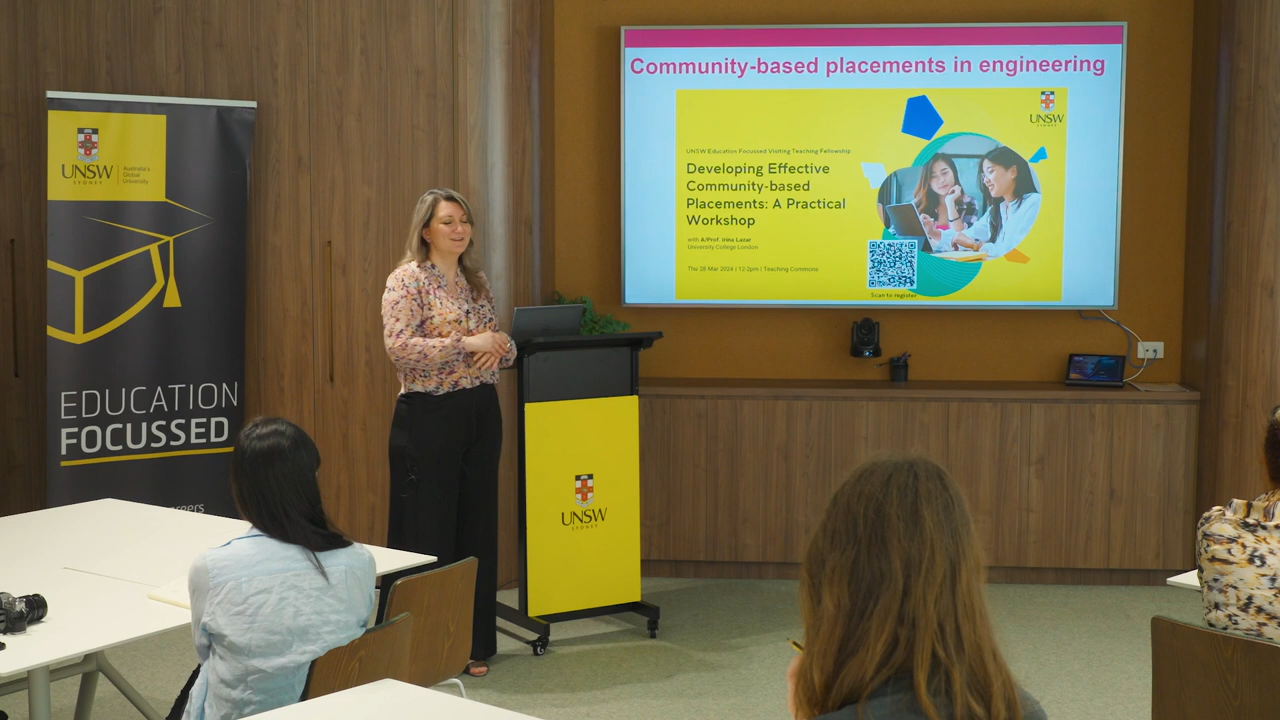 UNSW
SYDNEY
Australia's
Global
University
EDUCATION
FOCUSSED
Community-based placements in engineering
UNSW
SYDNEY
UNSW Education Focussed Visiting Teaching Fellowship
Developing Effective
Community-based
Placements: A Practical
Workshop
with A/Prof. Irina Lazar
University College London
Thu 28 Mar 2024 | 12-2pm | Teaching Commons
Scan to register
UNSW
SYDNEY